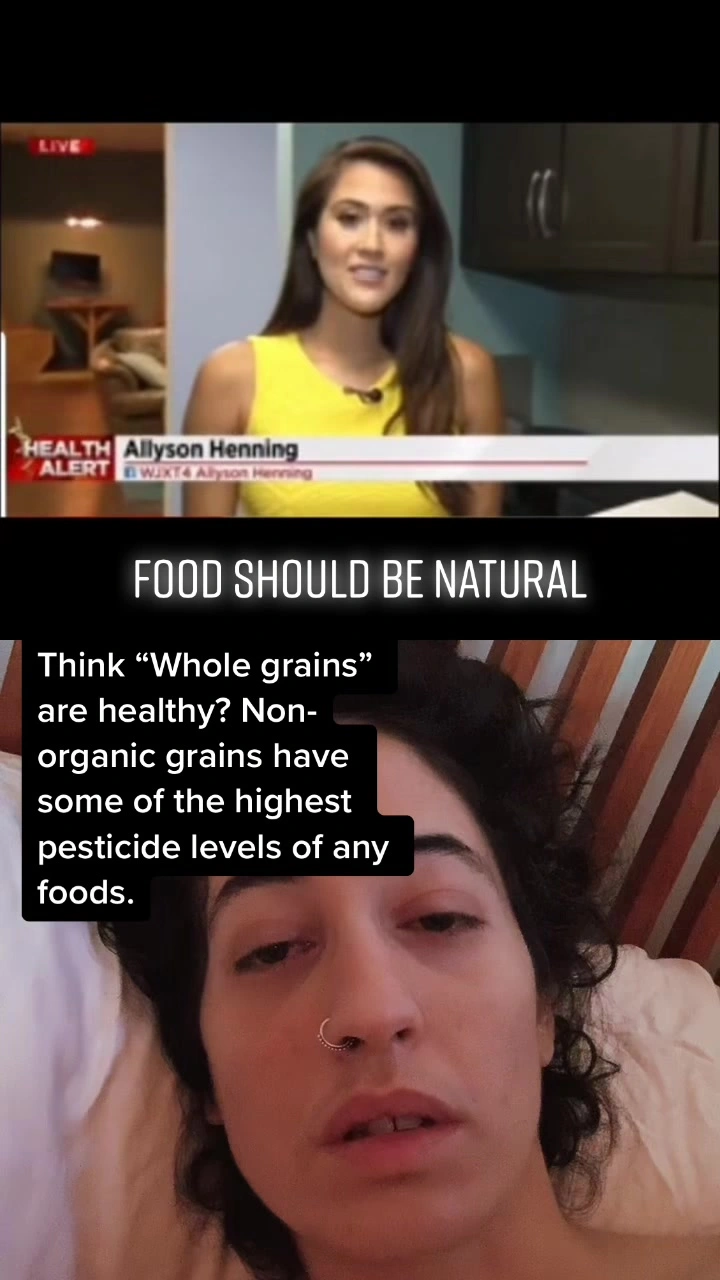 LIVE
HEALTH
ALERT
Allyson Henning
WJXT4 Allyson Henning
FOOD SHOULD BE NATURAL
Think “Whole grains”
are healthy? Non-
organic grains have
some of the highest
pesticide levels of any
foods.